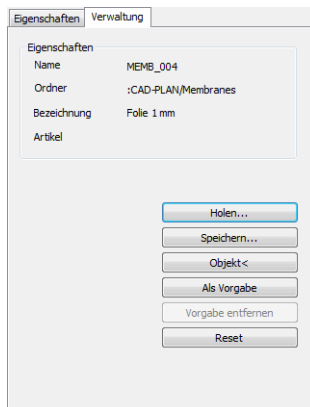 Eigenschaften Verwaltung
Eigenschaften
Name MEMB_004
Ordner :CAD-PLAN/Membranes
Bezeichnung Folie 1 mm
Artikel
Holen...
Speichern...
Objekt<
Als Vorgabe
Vorgabe entfernen
Reset